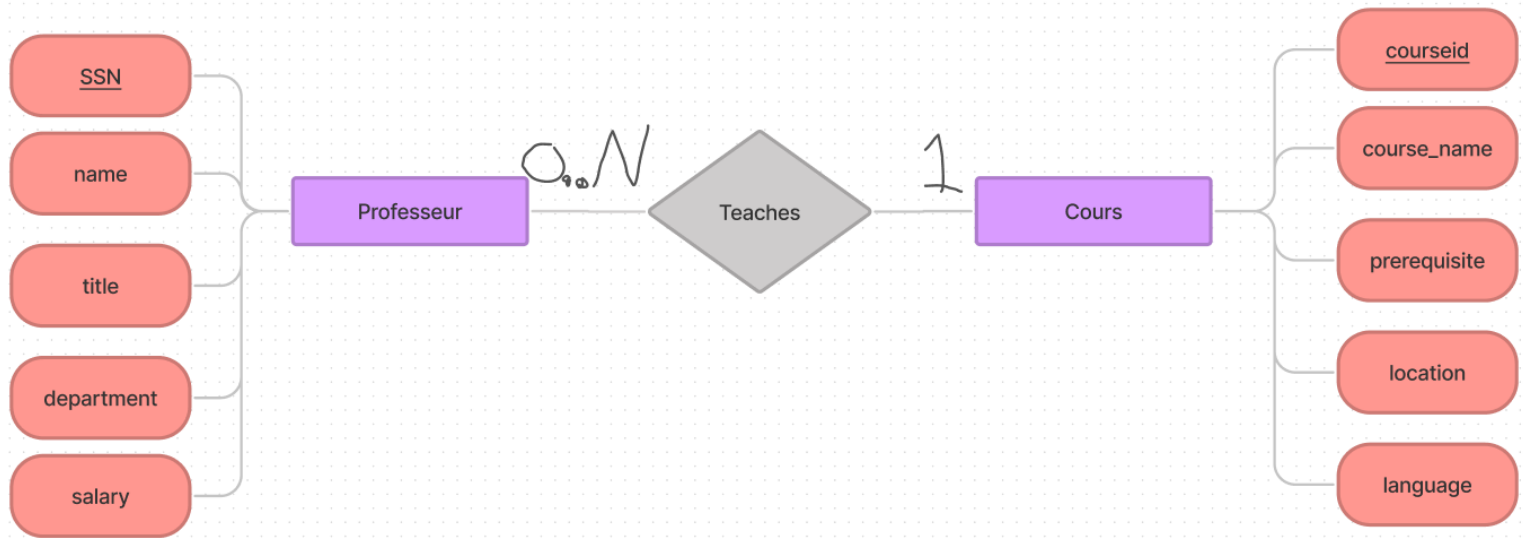 SSN
name
title
department
salary
Professeur
0..N
Teaches
1
Cours
courseid
course_name
prerequisite
location
language